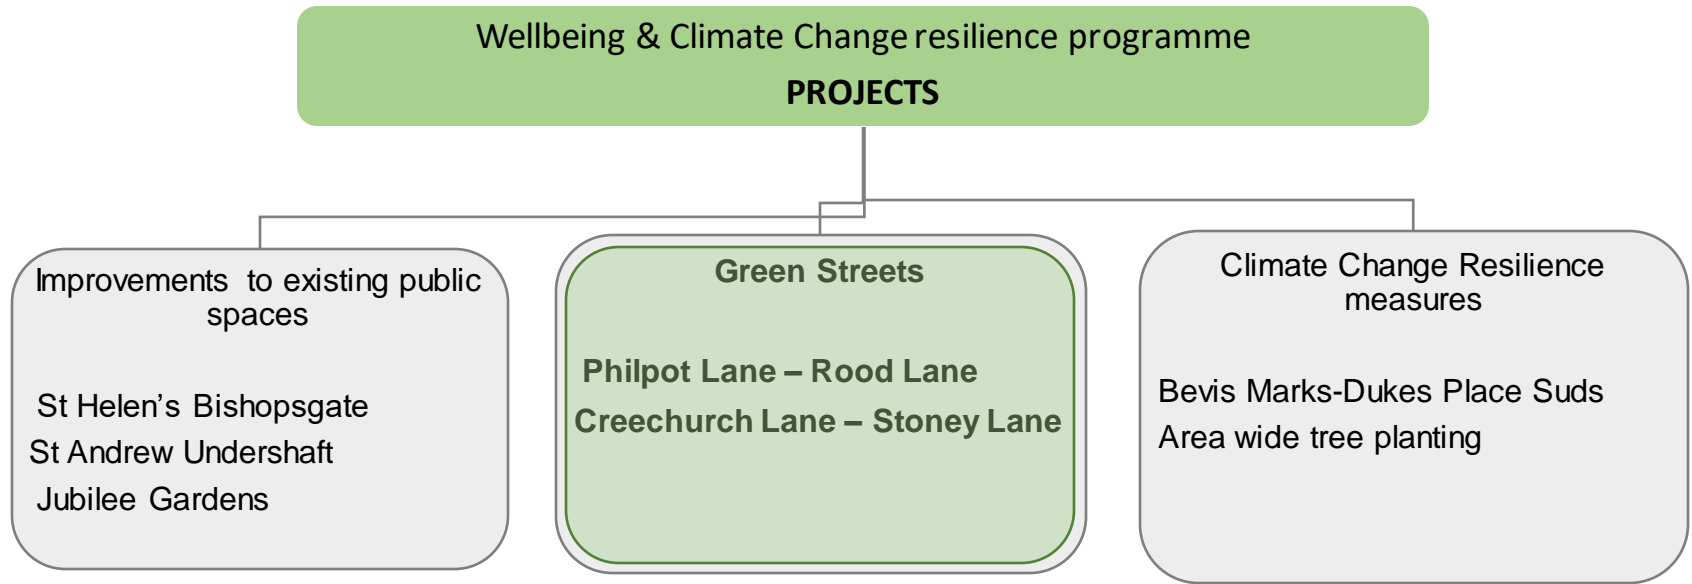 Wellbeing & Climate Change resilience programme
PROJECTS
Improvements to existing public
spaces
St Helen’s Bishopsgate
St Andrew Undershaft
Jubilee Gardens
Green Streets
Philpot Lane – Rood Lane
Creechurch Lane – Stoney Lane
Climate Change Resilience
measures
Bevis Marks-Dukes Place Suds
Area wide tree planting